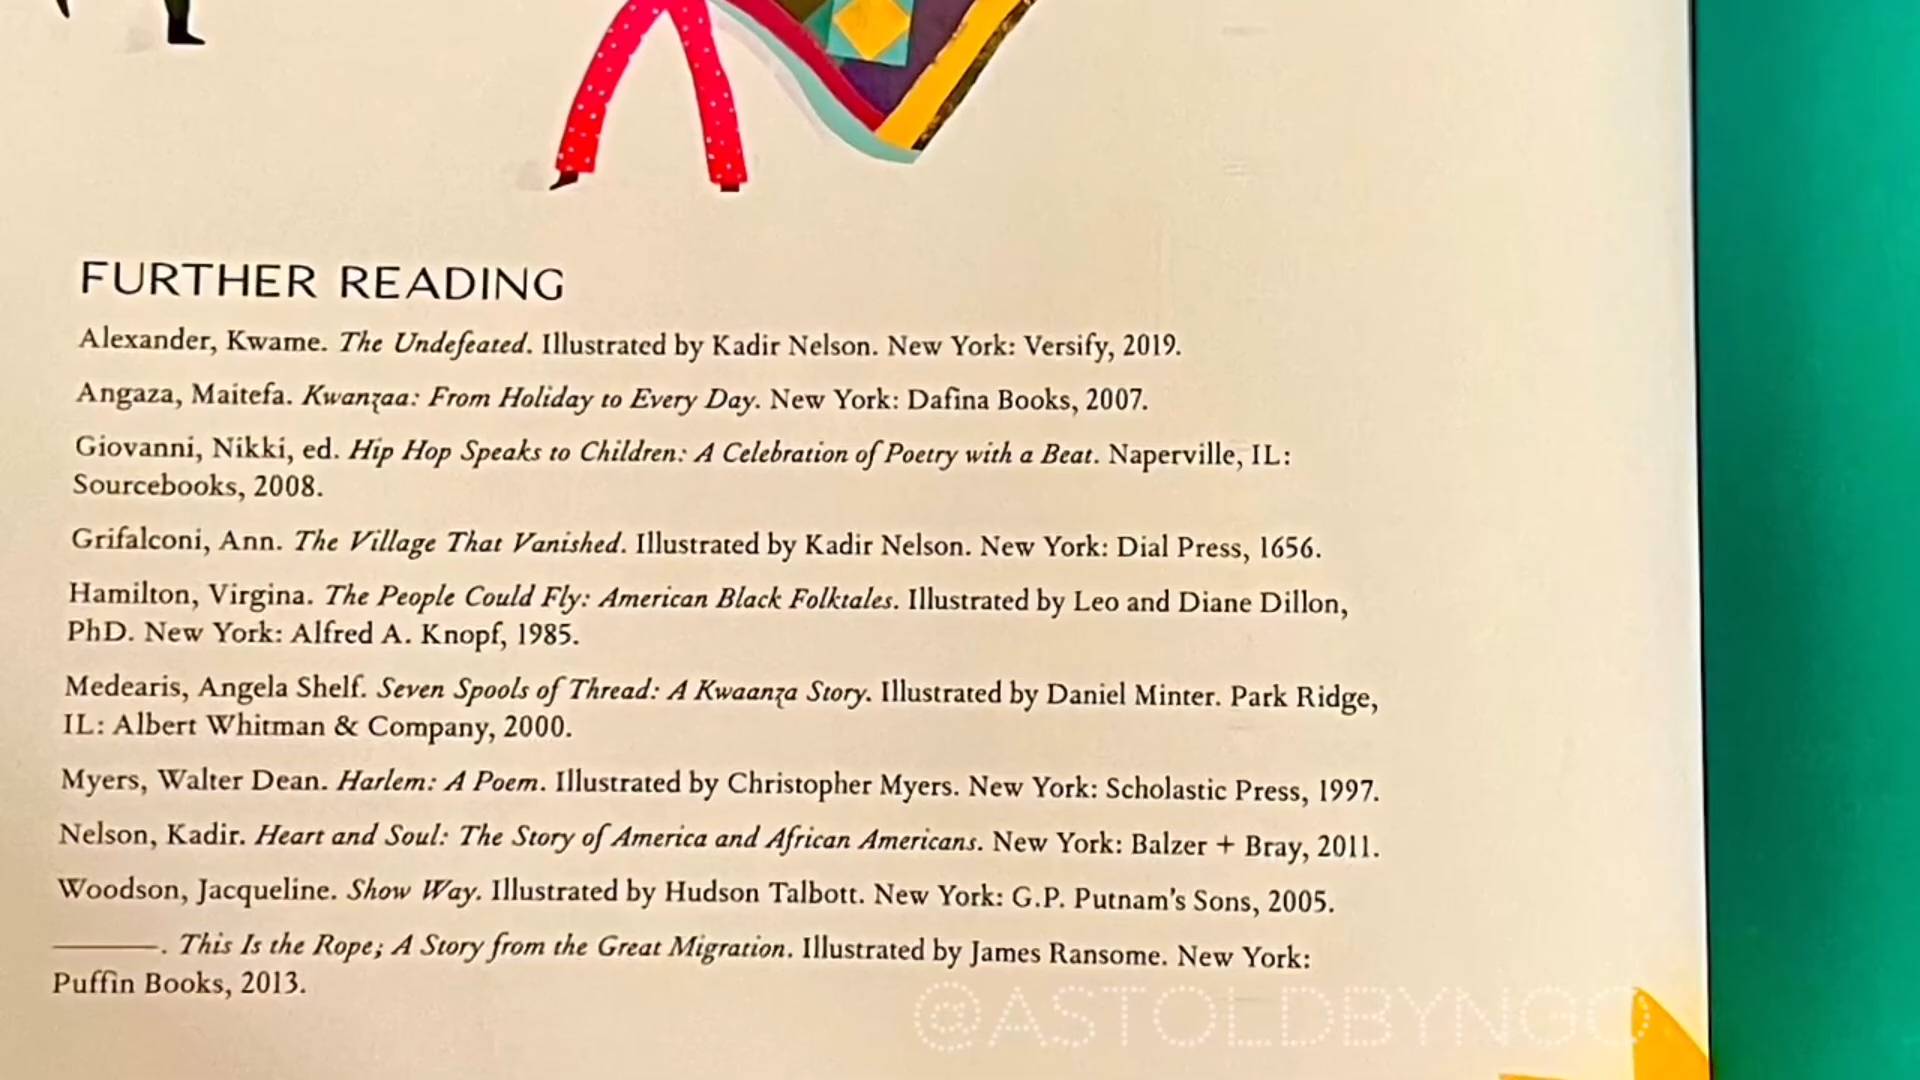 FURTHER READING
Alexander, Kwame. The Undefeated. Illustrated by Kadir Nelson. New York: Versify, 2019.
Angaza, Maitefa. Kwanzaa: From Holiday to Every Day. New York: Dafina Books, 2007.
Giovanni, Nikki, ed. Hip Hop Speaks to Children: A Celebration of Poetry with a Beat. Naperville, IL:
Sourcebooks, 2008.
Grifalconi, Ann. The Village That Vanished. Illustrated by Kadir Nelson. New York: Dial Press, 1656.
Hamilton, Virgina. The People Could Fly: American Black Folktales. Illustrated by Leo and Diane Dillon,
PhD. New York: Alfred A. Knopf, 1985.
Medearis, Angela Shelf. Seven Spools of Thread: A Kwaanza Story. Illustrated by Daniel Minter. Park Ridge,
IL: Albert Whitman & Company, 2000.
Myers, Walter Dean. Harlem: A Poem. Illustrated by Christopher Myers. New York: Scholastic Press, 1997.
Nelson, Kadir. Heart and Soul: The Story of America and African Americans. New York: Balzer + Bray, 2011.
Woodson, Jacqueline. Show Way. Illustrated by Hudson Talbott. New York: G.P. Putnam's Sons, 2005.
———. This Is the Rope; A Story from the Great Migration. Illustrated by James Ransome. New York:
Puffin Books, 2013.
@ASTOLDBYNGO